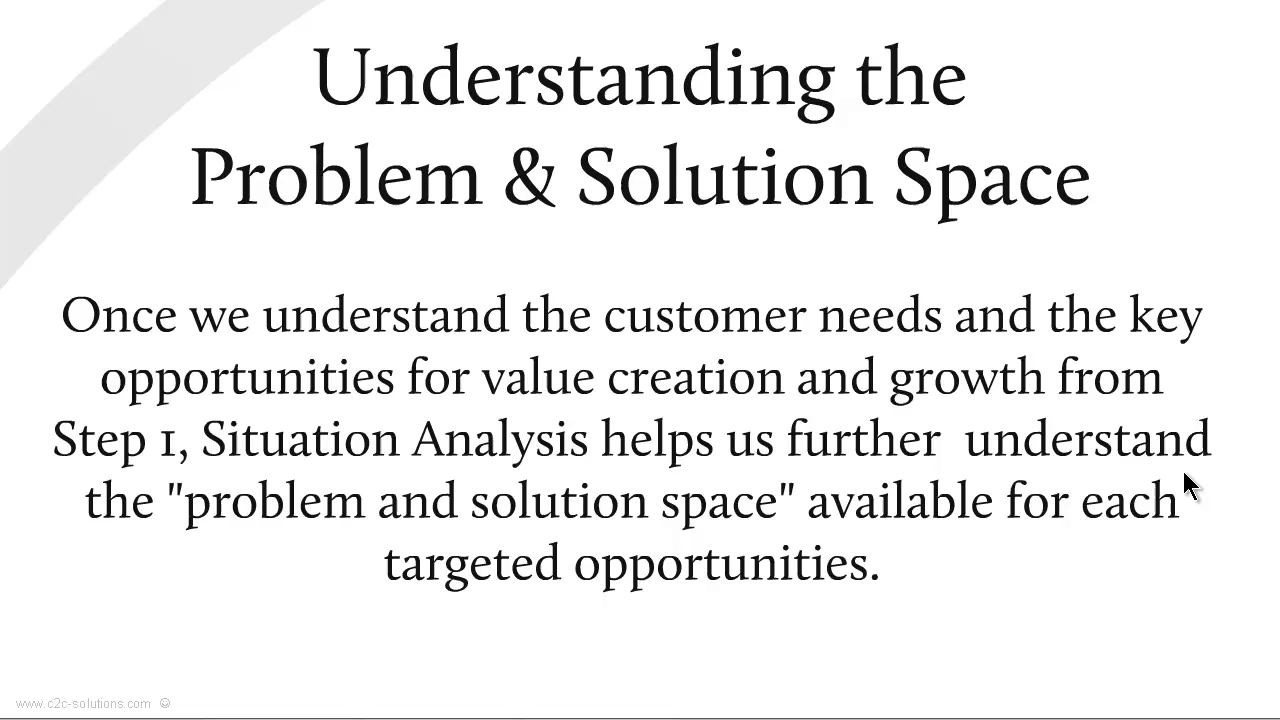 Understanding the
Problem & Solution Space
Once we understand the customer needs and the key
opportunities for value creation and growth from
Step 1, Situation Analysis helps us further  understand
the "problem and solution space" available for each
targeted opportunities.
www.c2c-solutions.com ©